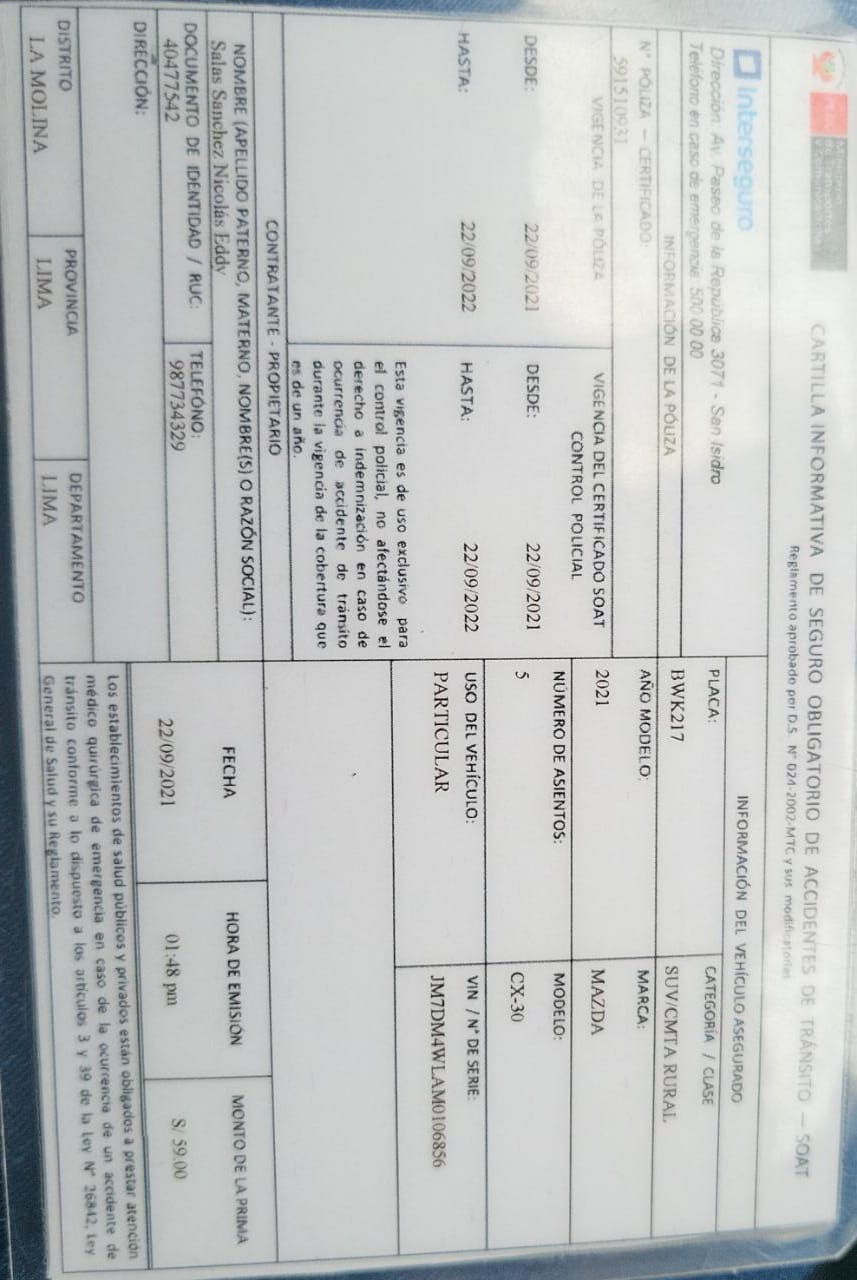 PERÚ
Ministerio de Transportes y Comunicaciones
CARTILLA INFORMATIVA DE SEGURO OBLIGATORIO DE ACCIDENTES DE TRÁNSITO — SOAT
Reglamento aprobado por D.S. N° 024-2002-MTC y sus modificatorias
Interseguro
Dirección: Av. Paseo de la República 3071 - San Isidro
Teléfono en caso de emergencia: 500 00 00
INFORMACIÓN DE LA PÓLIZA
N° PÓLIZA — CERTIFICADO:
591510931
VIGENCIA DE LA PÓLIZA
DESDE: 22/09/2021
HASTA: 22/09/2022
VIGENCIA DEL CERTIFICADO SOAT
CONTROL POLICIAL
DESDE: 22/09/2021
HASTA: 22/09/2022
Esta vigencia es de uso exclusivo para
el control policial, no afectándose el
derecho a indemnización en caso de
ocurrencia de accidente de tránsito
durante la vigencia de la cobertura que
es de un año.
CONTRATANTE - PROPIETARIO
NOMBRE (APELLIDO PATERNO, MATERNO, NOMBRE(S) O RAZÓN SOCIAL):
Salas Sanchez Nicolás Eddy
DOCUMENTO DE IDENTIDAD / RUC:
40477542
TELEFÓNO:
987734329
DIRECCIÓN:
DISTRITO
LA MOLINA
PROVINCIA
LIMA
DEPARTAMENTO
LIMA
INFORMACIÓN DEL VEHÍCULO ASEGURADO
PLACA:
BWK217
CATEGORÍA / CLASE
SUV/CMTA RURAL
AÑO MODELO:
2021
MARCA:
MAZDA
NÚMERO DE ASIENTOS:
5
MODELO:
CX-30
USO DEL VEHÍCULO:
PARTICULAR
VIN / N° DE SERIE:
JM7DM4WLAM0106856
FECHA
22/09/2021
HORA DE EMISIÓN
01:48 pm
MONTO DE LA PRIMA
S/ 59.00
Los establecimientos de salud públicos y privados están obligados a prestar atención
médico quirúrgica de emergencia en caso de la ocurrencia de un accidente de
tránsito conforme a lo dispuesto a los artículos 3 y 39 de la Ley N° 26842, Ley
General de Salud y su Reglamento.